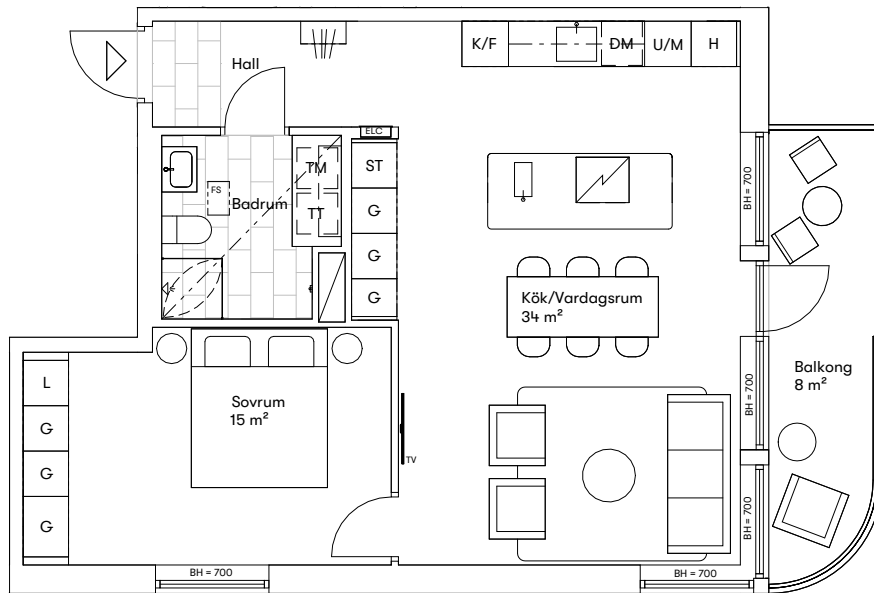 K/F
DM
U/M
H
Hall
ELC
TM
ST
FS
Badrum
TT
G
G
G
BH = 700
Kök/Vardagsrum
34 m²
Balkong
8 m²
L
G
G
G
Sovrum
15 m²
TV
BH = 700
BH = 700
BH = 700
BH = 700